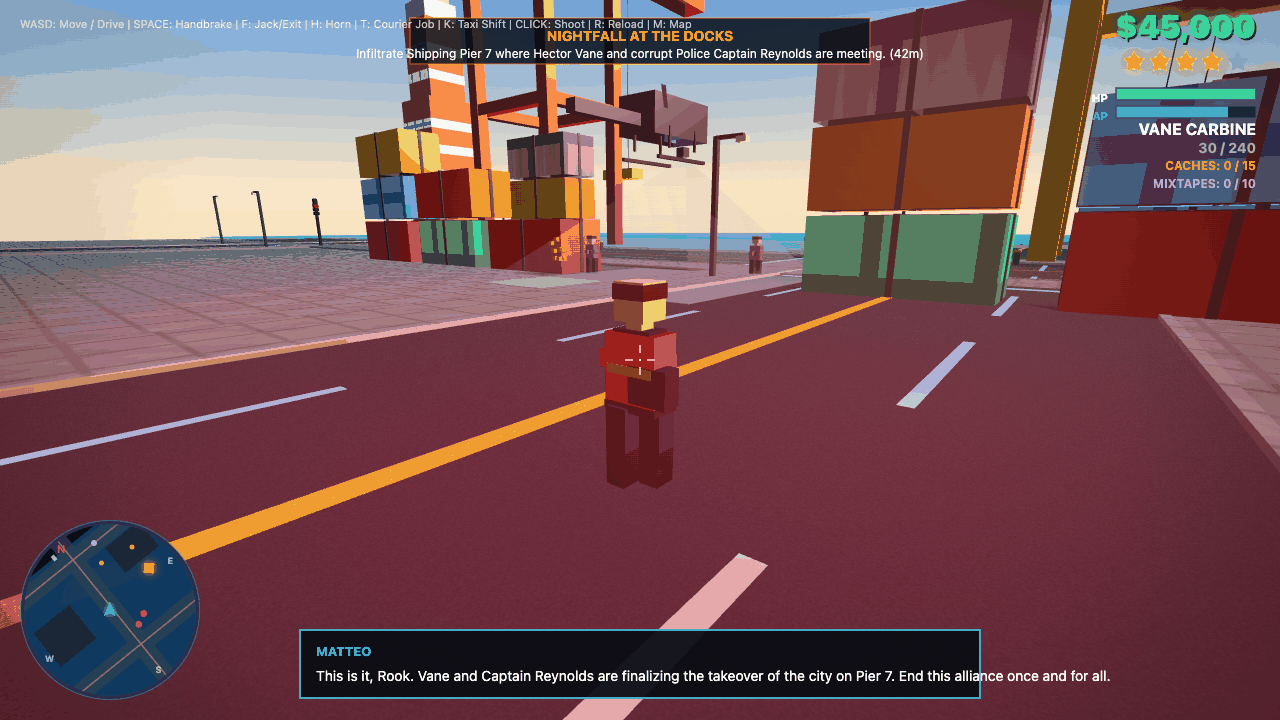 WASD: Move / Drive | SPACE: Handbrake | F: Jack/Exit | H: Horn | T: Courier Job | K: Taxi Shift | CLICK: Shoot | R: Reload | M: Map
NIGHTFALL AT THE DOCKS
Infiltrate Shipping Pier 7 where Hector Vane and corrupt Police Captain Reynolds are meeting. (42m)
$45,000
HP
AP
VANE CARBINE
30 / 240
CACHES: 0 / 15
MIXTAPES: 0 / 10
N
E
W
S
MATTEO
This is it, Rook. Vane and Captain Reynolds are finalizing the takeover of the city on Pier 7. End this alliance once and for all.